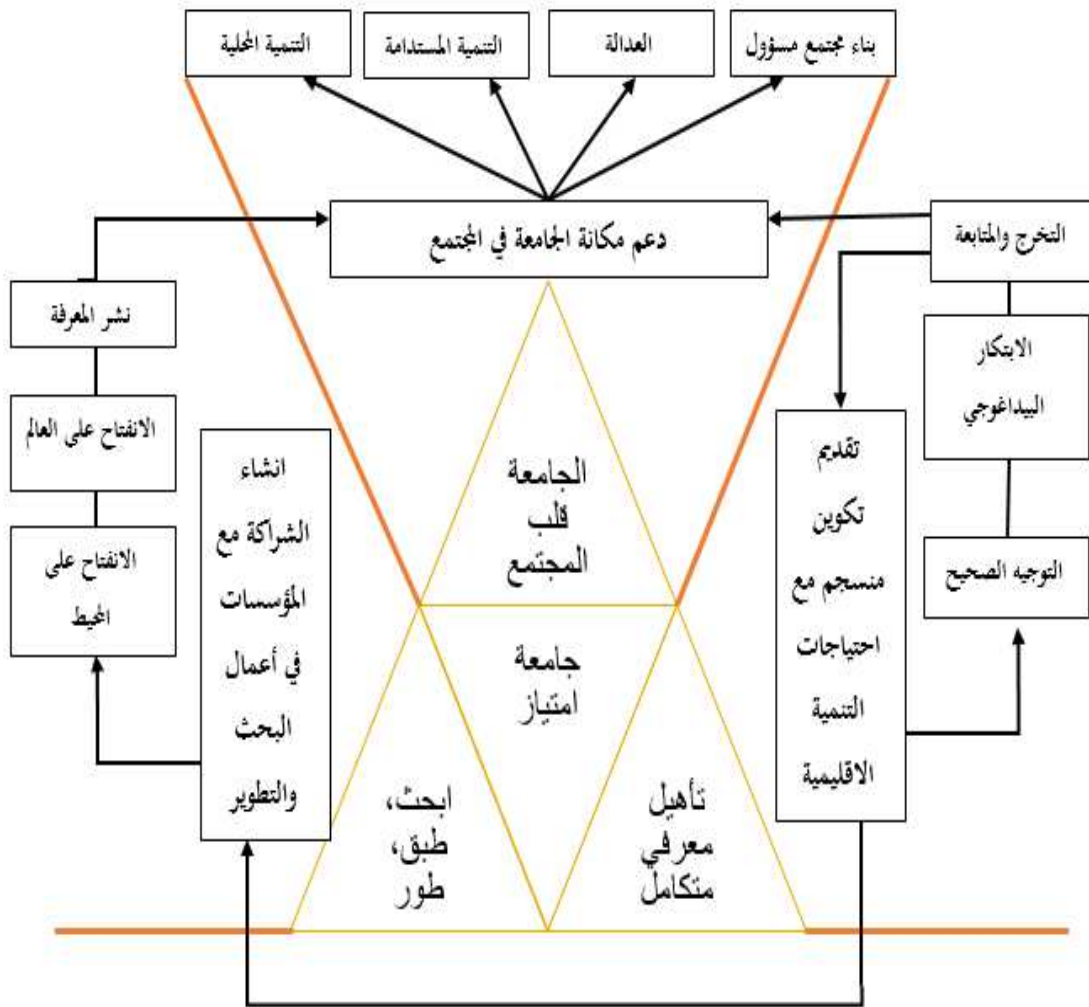 بناء مجتمع مسؤول
العدالة
التنمية المستدامة
التنمية المحلية
دعم مكانة الجامعة في المجتمع
التخرج والمتابعة
الابتكار
البيداغوجي
التوجيه الصحيح
تقديم
تكوين
منسجم مع
احتياجات
التنمية
الاقليمية
الجامعة
قلب
المجتمع
جامعة
امتياز
تأهيل
معرفي
متكامل
ابحث،
طبق،
طور
انشاء
الشراكة مع
المؤسسات
في أعمال
البحث
والتطوير
نشر المعرفة
الانفتاح على العالم
الانفتاح على
المحيط